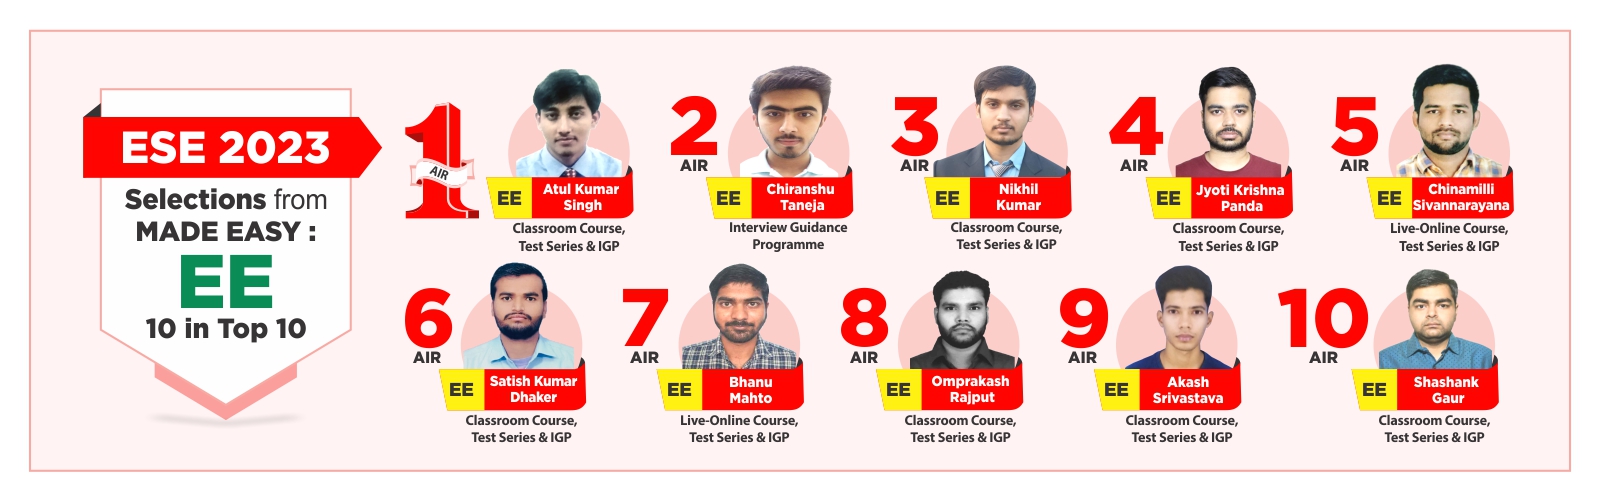 ESE 2023
Selections from
MADE EASY :
EE
10 in Top 10
1
AIR
EE
Atul Kumar
Singh
Classroom Course,
Test Series & IGP
2
AIR
EE
Chiranshu
Taneja
Interview Guidance
Programme
3
AIR
EE
Nikhil
Kumar
Classroom Course,
Test Series & IGP
4
AIR
EE
Jyoti Krishna
Panda
Classroom Course,
Test Series & IGP
5
AIR
EE
Chinamilli
Sivannarayana
Live-Online Course,
Test Series & IGP
6
AIR
EE
Satish Kumar
Dhaker
Classroom Course,
Test Series & IGP
7
AIR
EE
Bhanu
Mahto
Live-Online Course,
Test Series & IGP
8
AIR
EE
Omprakash
Rajput
Classroom Course,
Test Series & IGP
9
AIR
EE
Akash
Srivastava
Classroom Course,
Test Series & IGP
10
AIR
EE
Shashank
Gaur
Classroom Course,
Test Series & IGP